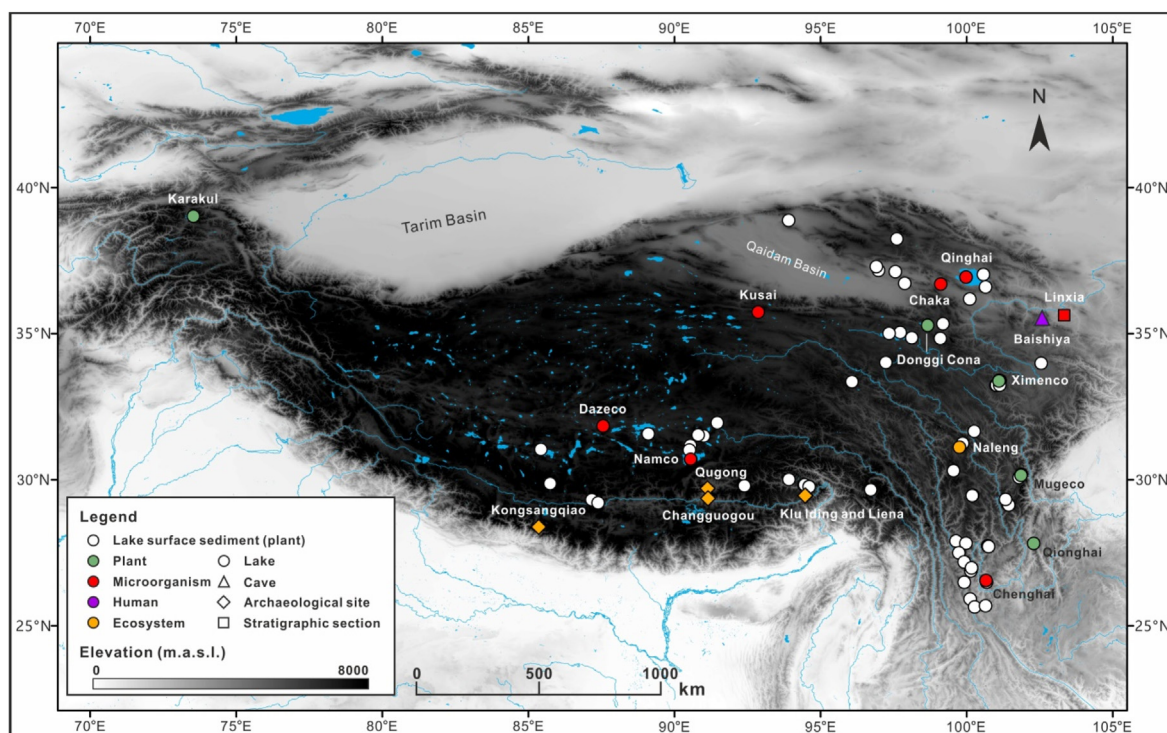 70°E 75°E 80°E 85°E 90°E 95°E 100°E 105°E
N
40°N 40°N
Karakul
Tarim Basin
Qaidam Basin
Qinghai
Kusai
Chaka
Linxia
35°N 35°N
Baishiya
Donggi Cona
Ximenco
Dazeco
Namco
Naleng
30°N 30°N
Qugong
Mugeco
Kongsangqiao
Changguogou
Klu Iding and Liena
Qionghai
Chenghai
25°N 25°N
Legend
Lake surface sediment (plant)
Plant Lake
Microorganism Cave
Human Archaeological site
Ecosystem Stratigraphic section
Elevation (m.a.s.l.)
0 8000
0 500 1000 km
70°E 75°E 80°E 85°E 90°E 95°E 100°E 105°E